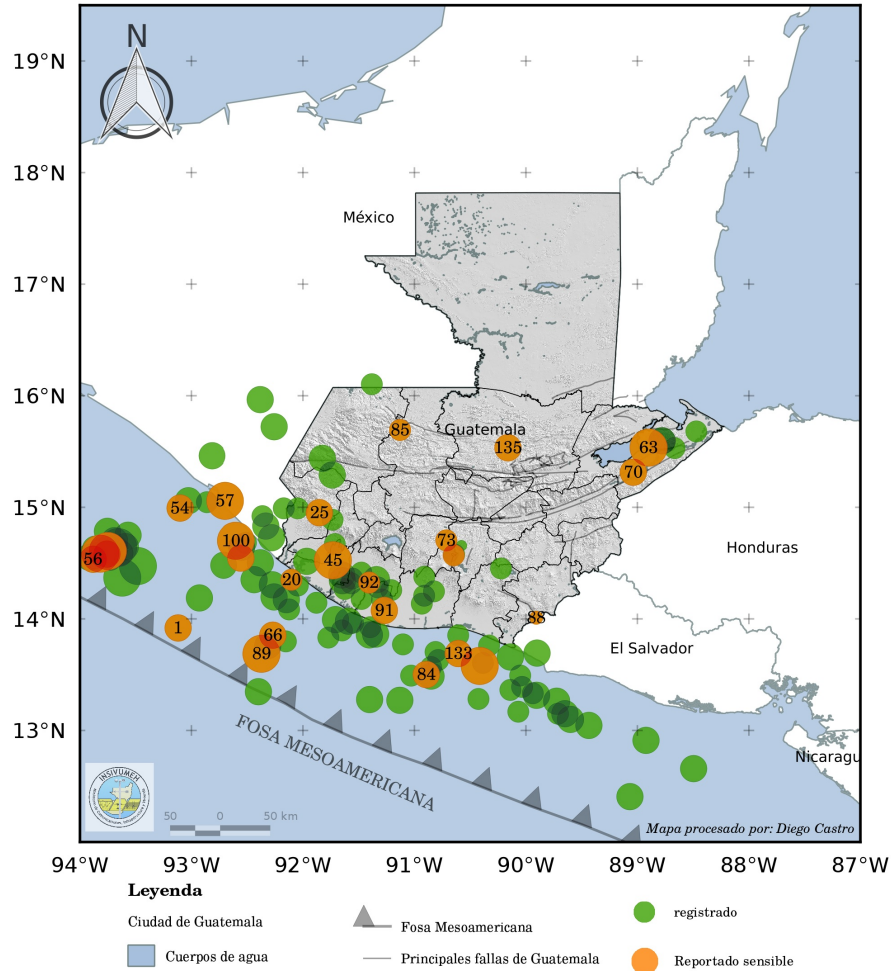 N
19°N
18°N
México
17°N
16°N
85
Guatemala
135
63
70
15°N
54
57
25
100
73
Honduras
56
45
20
92
91
88
14°N
1
66
El Salvador
89
133
84
13°N
FOSA MESOAMERICANA
Nicaragu
INSIVUMEH
50 0 50 km
Mapa procesado por: Diego Castro
94°W 93°W 92°W 91°W 90°W 89°W 88°W 87°W
Leyenda
Ciudad de Guatemala
Fosa Mesoamericana
registrado
Cuerpos de agua
Principales fallas de Guatemala
Reportado sensible